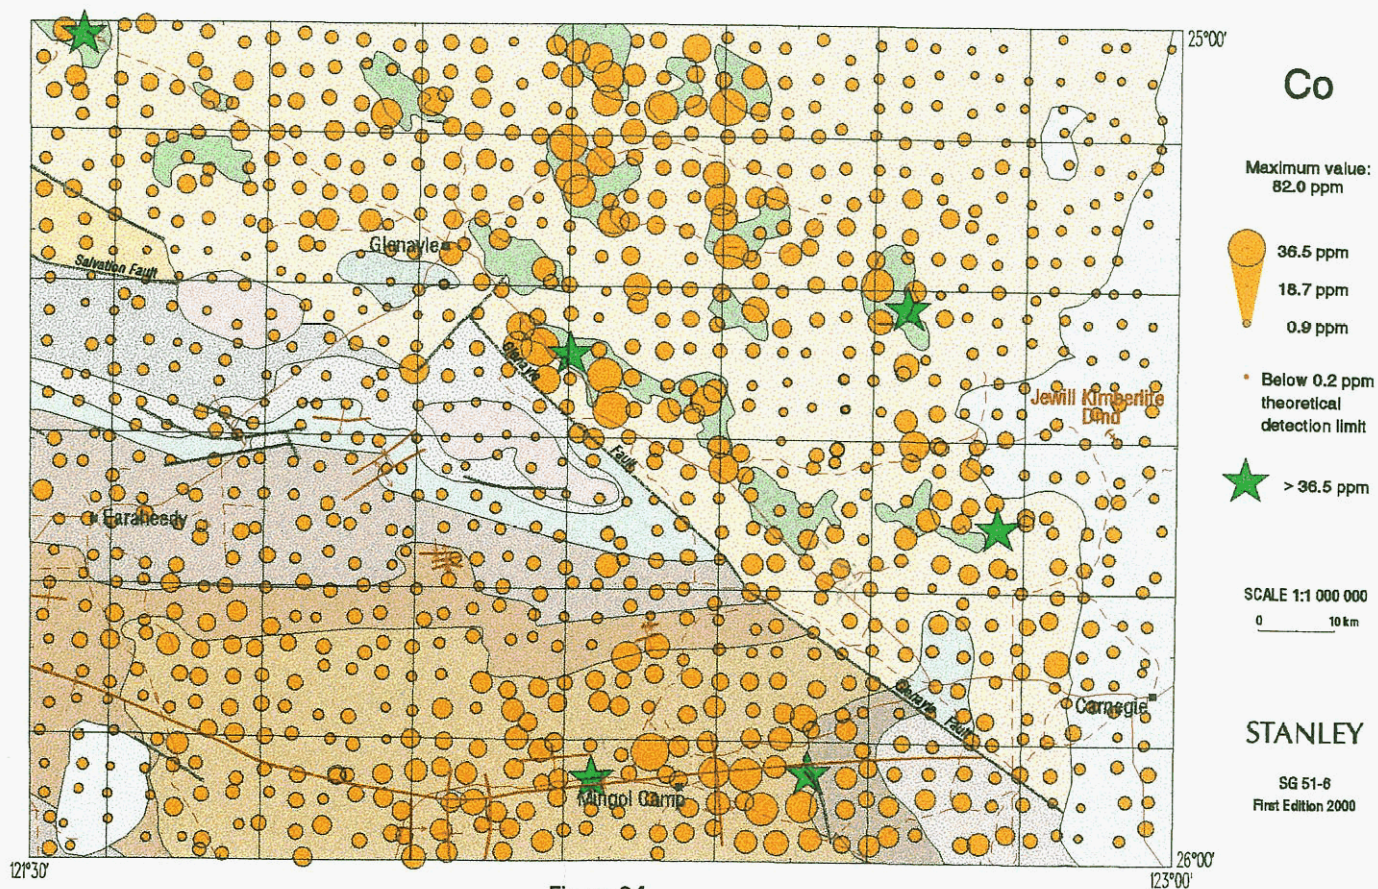 25°00'
Co
Maximum value:
82.0 ppm
36.5 ppm
18.7 ppm
0.9 ppm
Below 0.2 ppm
theoretical
detection limit
> 36.5 ppm
SCALE 1:1 000 000
0 10 km
STANLEY
SG 51-6
First Edition 2000
Glenayle
Salvation Fault
Glenayle
Fault
Jewill Kimberlite
Dmd
Earaheedy
Glenayle Fault
Carnegie
Mingol Camp
121°30'
26°00'
123°00'